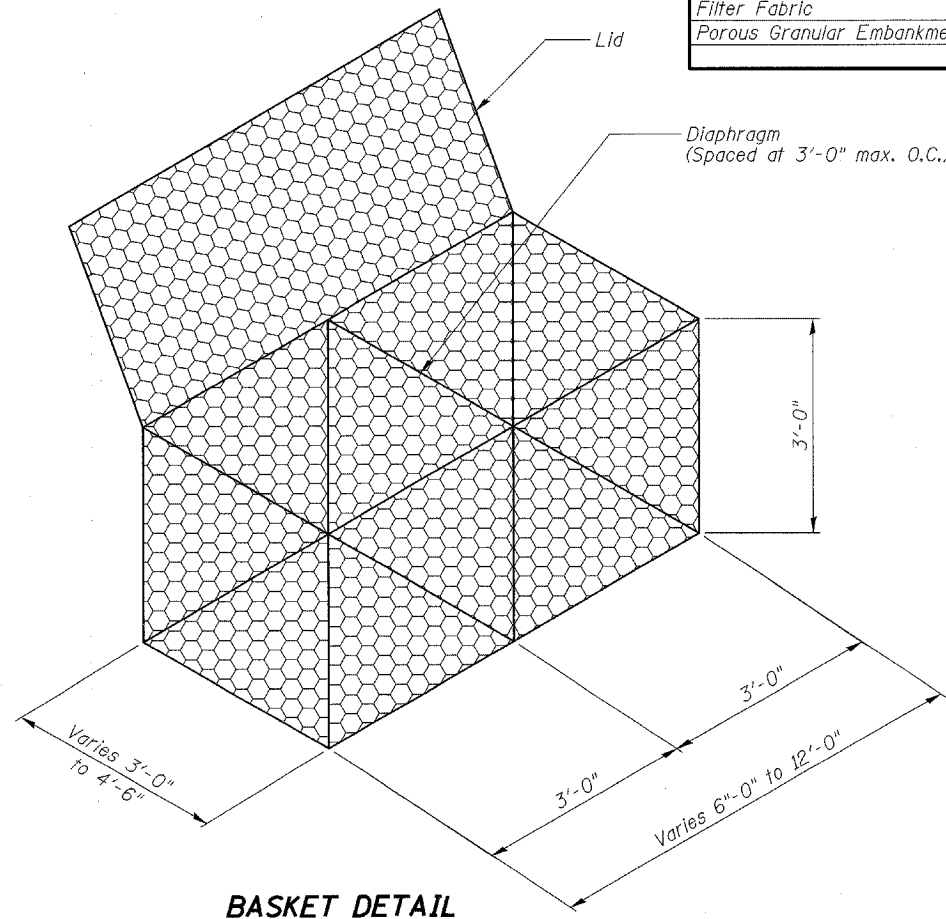 Filter Fabric
Porous Granular
Lid
Diaphragm
(Spaced at 3'-0" max. O.C.)
3'-0"
3'-0"
3'-0"
Varies 3'-0"
to 4'-6"
Varies 6"-0" to 12'-0"
BASKET DETAIL